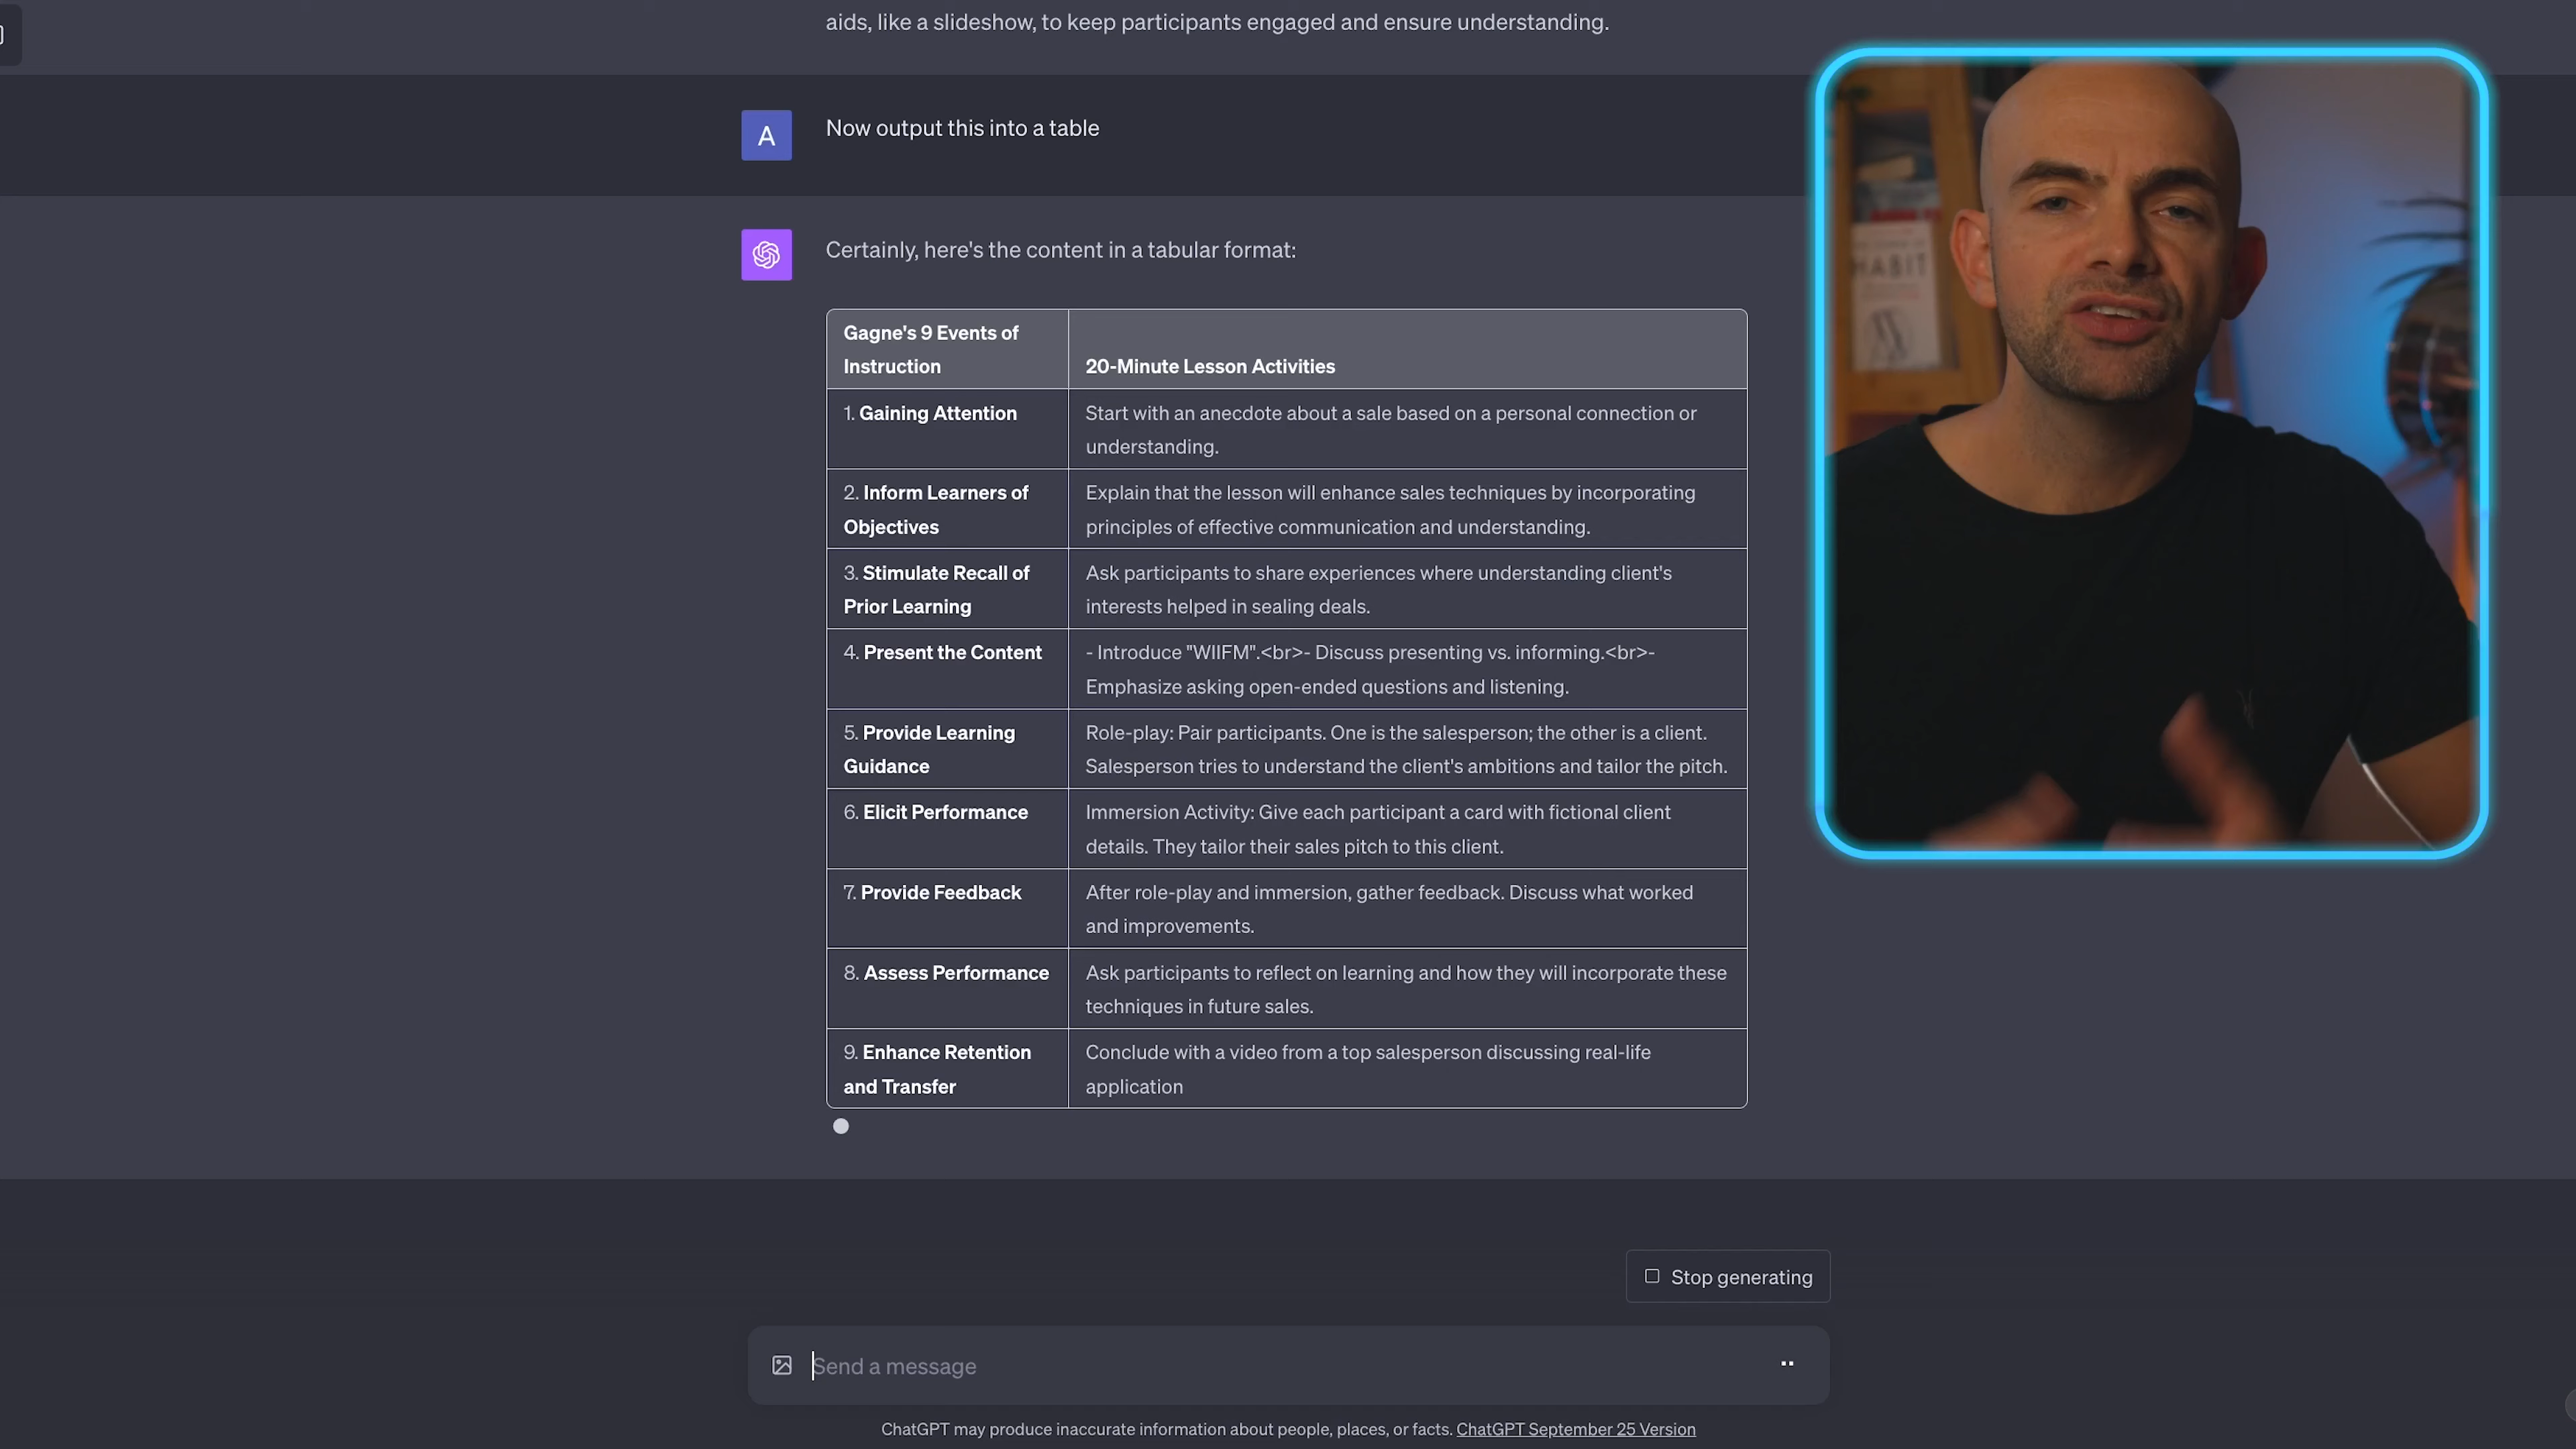 aids, like a slideshow, to keep participants engaged and ensure understanding.
A
Now output this into a table
Certainly, here's the content in a tabular format:
Gagne's 9 Events of
Instruction
20-Minute Lesson Activities
1. Gaining Attention
Start with an anecdote about a sale based on a personal connection or
understanding.
2. Inform Learners of
Objectives
Explain that the lesson will enhance sales techniques by incorporating
principles of effective communication and understanding.
3. Stimulate Recall of
Prior Learning
Ask participants to share experiences where understanding client's
interests helped in sealing deals.
4. Present the Content
- Introduce "WIIFM".<br>- Discuss presenting vs. informing.<br>-
Emphasize asking open-ended questions and listening.
5. Provide Learning
Guidance
Role-play: Pair participants. One is the salesperson; the other is a client.
Salesperson tries to understand the client's ambitions and tailor the pitch.
6. Elicit Performance
Immersion Activity: Give each participant a card with fictional client
details. They tailor their sales pitch to this client.
7. Provide Feedback
After role-play and immersion, gather feedback. Discuss what worked
and improvements.
8. Assess Performance
Ask participants to reflect on learning and how they will incorporate these
techniques in future sales.
9. Enhance Retention
and Transfer
Conclude with a video from a top salesperson discussing real-life
application
Stop generating
Send a message
ChatGPT may produce inaccurate information about people, places, or facts. ChatGPT September 25 Version
HABIT